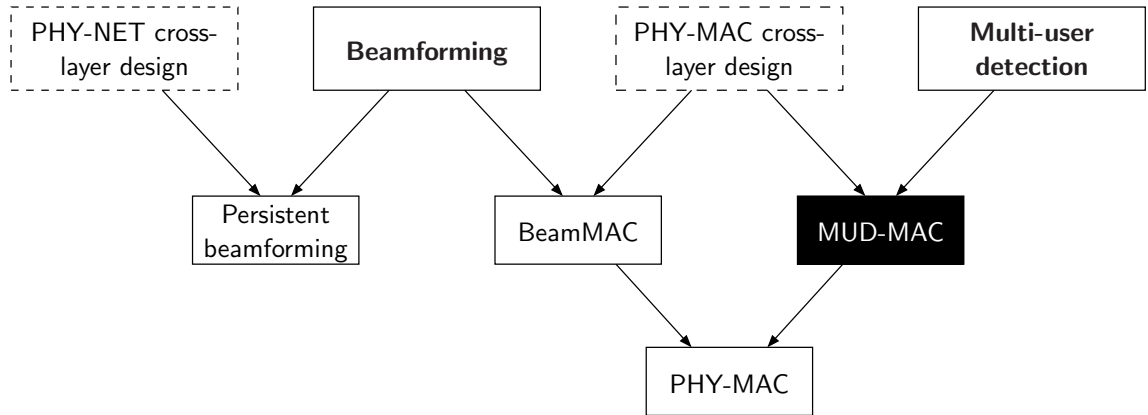 PHY-NET cross-
layer design
Beamforming
PHY-MAC cross-
layer design
Multi-user
detection
Persistent
beamforming
BeamMAC
MUD-MAC
PHY-MAC